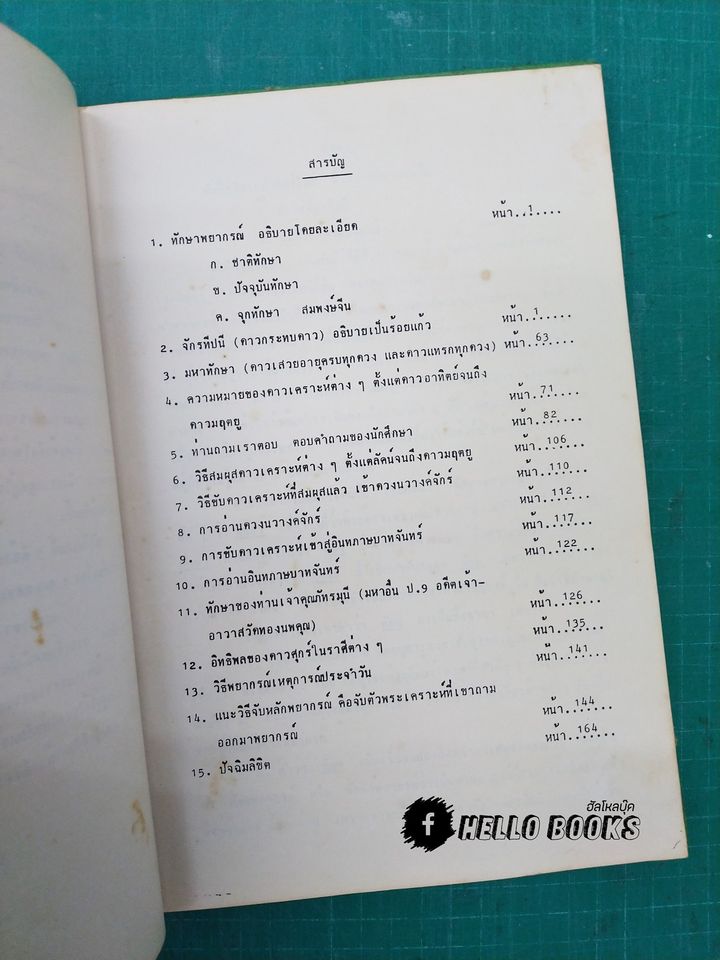 สารบัญ
1. ทักษาพยากรณ์ อธิบายโดยละเอียด หน้า..1....
ก. ชาติทักษา
ข. ปัจจุบันทักษา
ค. จุกทักษา สมพงษ์จีน
2. จักรทีปนี (ดาวกระทบดาว) อธิบายเป็นร้อยแก้ว หน้า.1......
3. มหาทักษา (ดาวเสวยอายุครบทุกดวง และดาวแทรกทุกดวง) หน้า.63....
4. ความหมายของดาวเคราะห์ต่าง ๆ ตั้งแต่ดาวอาทิตย์จนถึง
ดาวมฤตยู หน้า.71....
5. ท่านถามเราตอบ ตอบคำถามของนักศึกษา หน้า.82....
6. วิธีสมผุสดาวเคราะห์ต่าง ๆ ตั้งแต่ลัคน์จนถึงดาวมฤตยู หน้า.106...
7. วิธีขับดาวเคราะห์ที่สมผุสแล้ว เข้าดวงนวางค์จักร์ หน้า.110...
8. การอ่านดวงนวางค์จักร์ หน้า.112...
9. การขับดาวเคราะห์เข้าสู่อินทภาษบาทจันทร์ หน้า.117...
10. การอ่านอินทภาษบาทจันทร์ หน้า.122...
11. ทักษาของท่านเจ้าคุณภัทรมุนี (มหาอื่น ป.9 อดีตเจ้า-
อาวาสวัดทองนพคุณ) หน้า.126...
12. อิทธิพลของดาวศุกร์ในราศีต่าง ๆ หน้า.135...
13. วิธีพยากรณ์เหตุการณ์ประจำวัน หน้า.141...
14. แนะวิธีจับหลักพยากรณ์ คือจับตัวพระเคราะห์ที่เขาถาม
ออกมาพยากรณ์ หน้า.144...
15. ปัจฉิมลิขิต หน้า.164...
ฮัลโหลบุ๊ค
f HELLO BOOKS